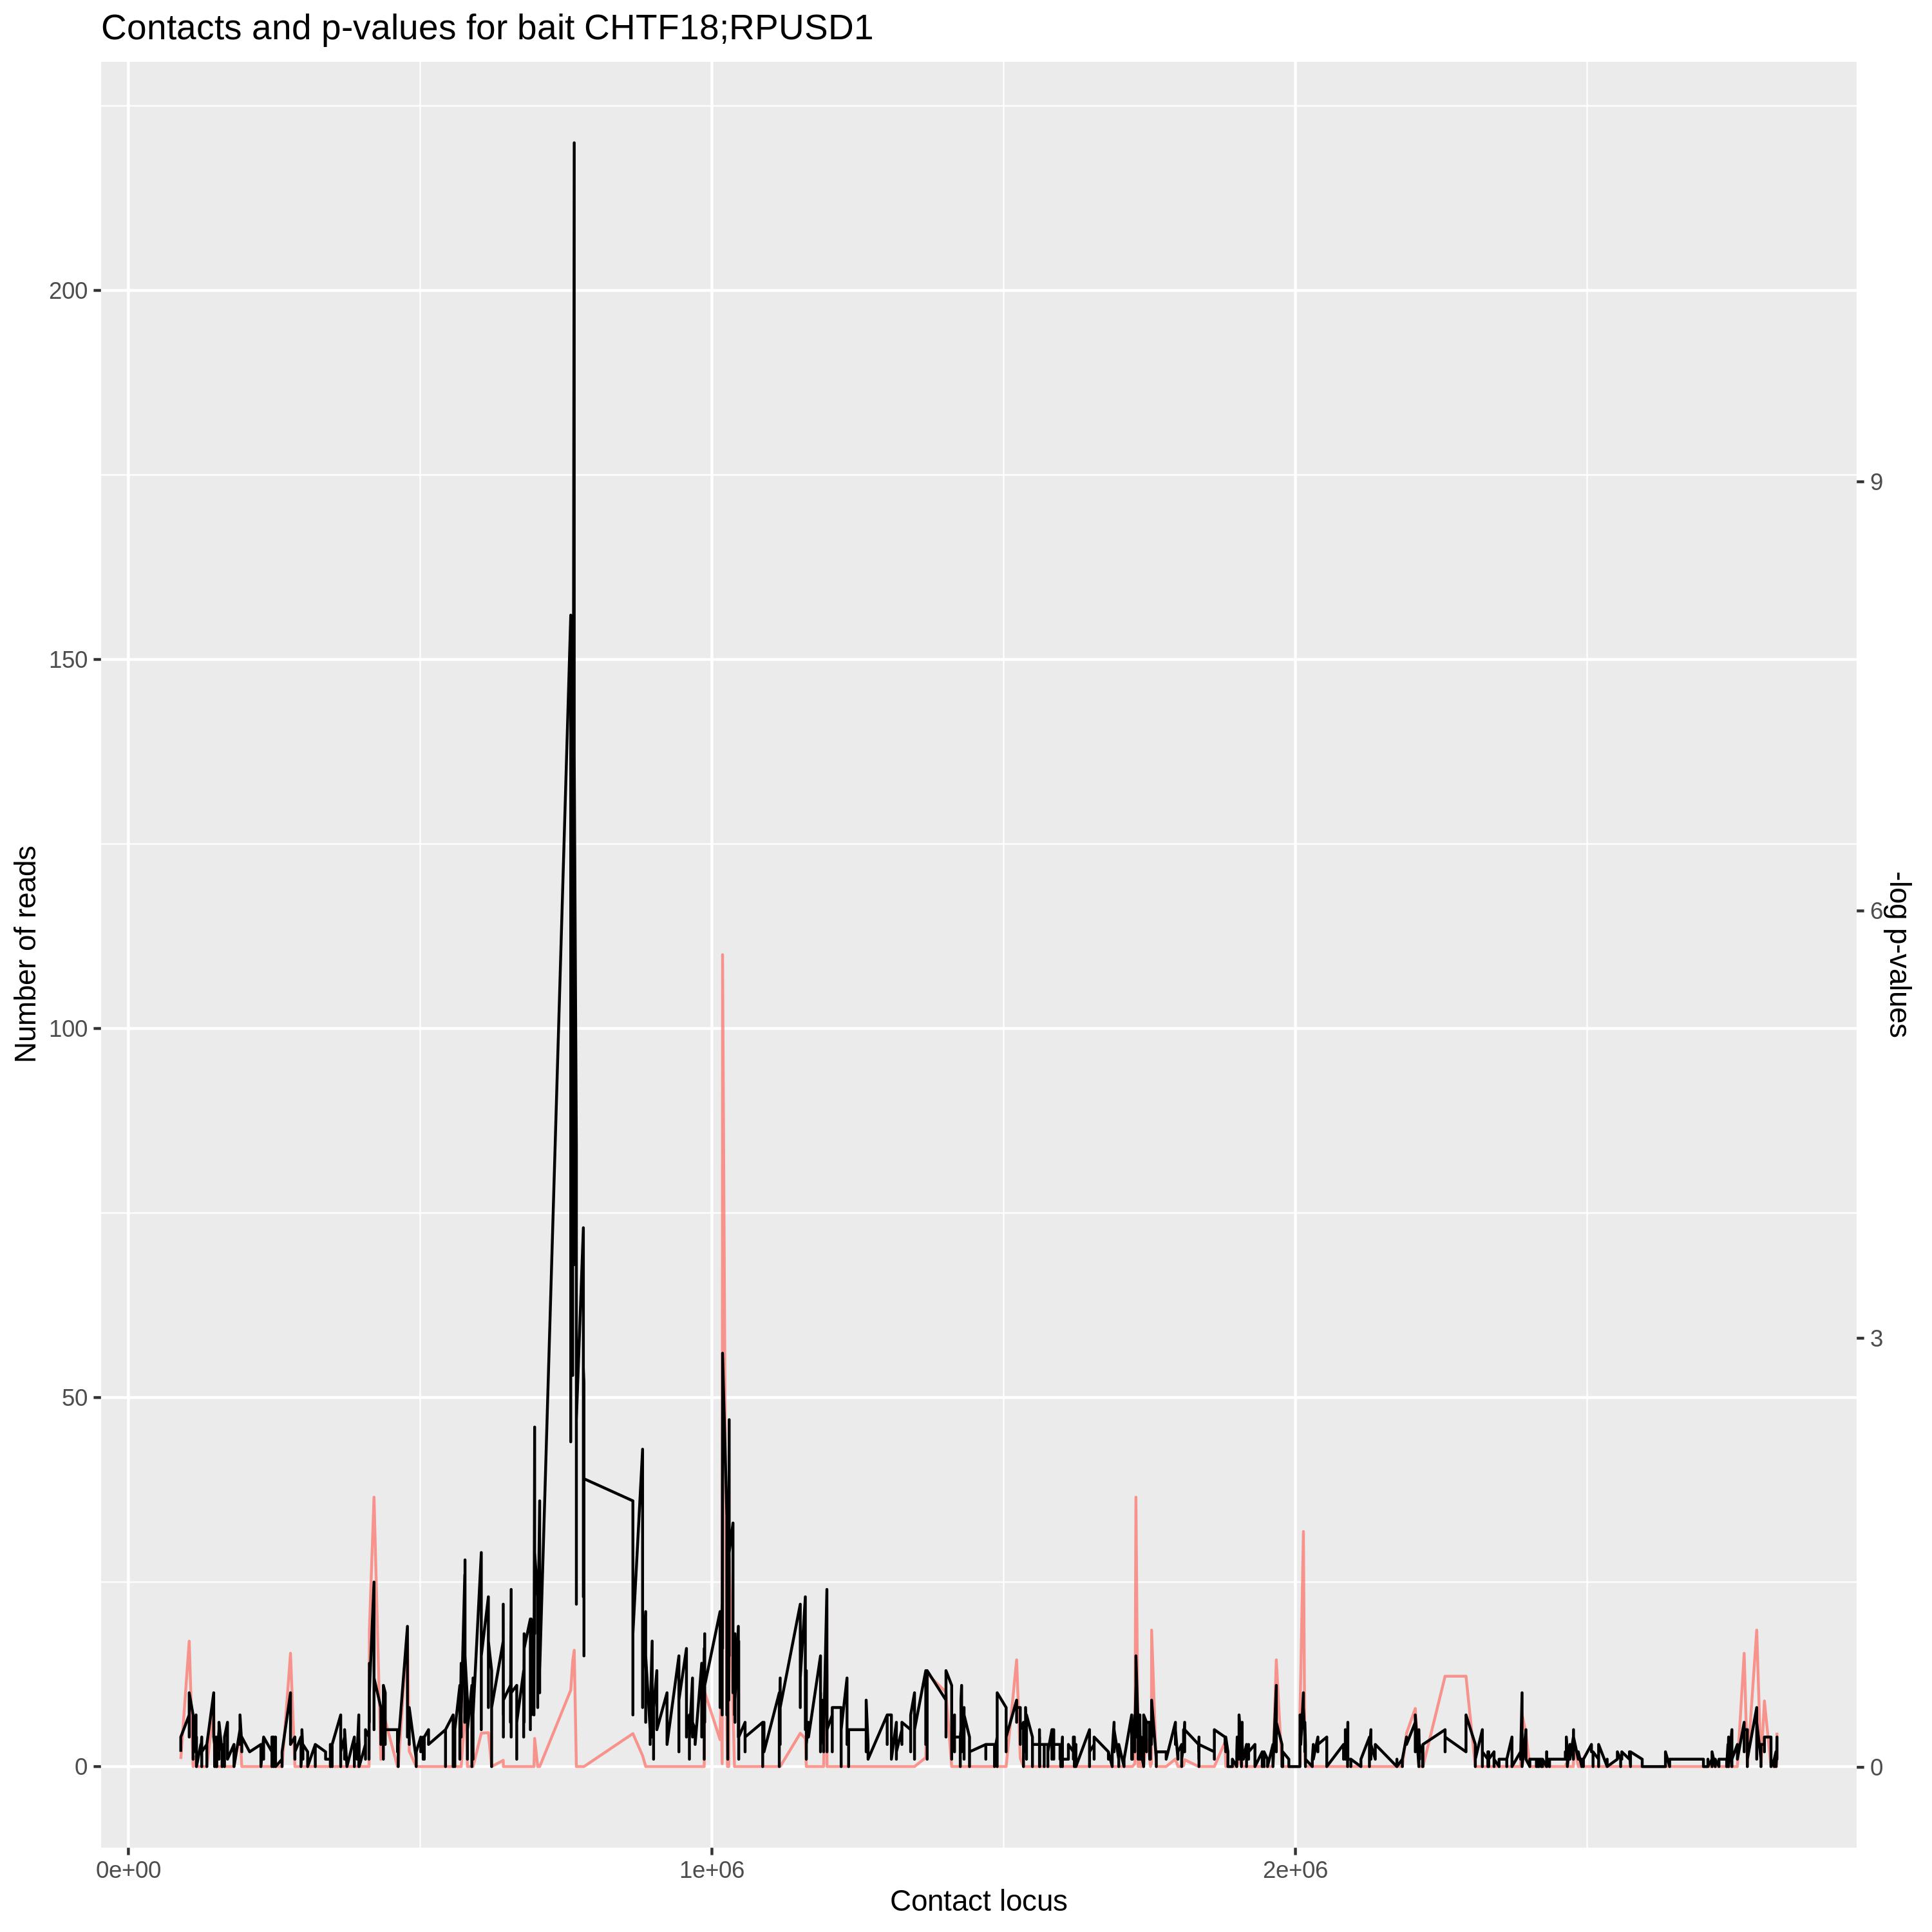 Contacts and p-values for bait CHTF18;RPUSD1
Number of reads
200
150
100
50
0
9
6
3
0
-log p-values
0e+00
1e+06
2e+06
Contact locus